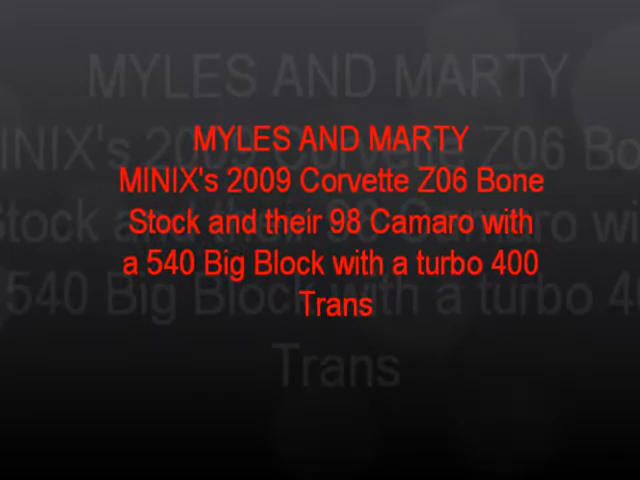 MYLES AND MARTY
MINIX's 2009 Corvette Z06 Bone
Stock and their 98 Camaro with
a 540 Big Block with a turbo 400
Trans